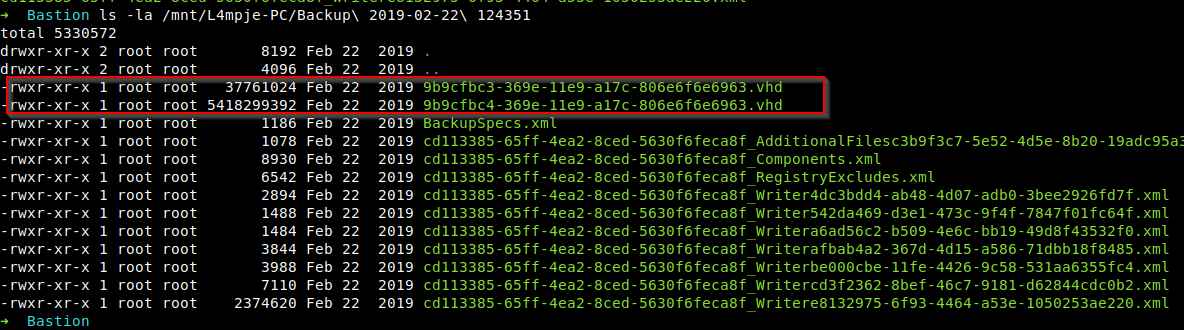 ➜ Bastion ls -la /mnt/L4mpje-PC/Backup\ 2019-02-22\ 124351
total 5330572
drwxr-xr-x 2 root root 8192 Feb 22 2019 .
drwxr-xr-x 2 root root 4096 Feb 22 2019 ..
-rwxr-xr-x 1 root root 37761024 Feb 22 2019 9b9cfbc3-369e-11e9-a17c-806e6f6e6963.vhd
-rwxr-xr-x 1 root root 5418299392 Feb 22 2019 9b9cfbc4-369e-11e9-a17c-806e6f6e6963.vhd
-rwxr-xr-x 1 root root 1186 Feb 22 2019 BackupSpecs.xml
-rwxr-xr-x 1 root root 1078 Feb 22 2019 cd113385-65ff-4ea2-8ced-5630f6feca8f_AdditionalFilesc3b9f3c7-5e52-4d5e-8b20-19adc95a3
-rwxr-xr-x 1 root root 8930 Feb 22 2019 cd113385-65ff-4ea2-8ced-5630f6feca8f_Components.xml
-rwxr-xr-x 1 root root 6542 Feb 22 2019 cd113385-65ff-4ea2-8ced-5630f6feca8f_RegistryExcludes.xml
-rwxr-xr-x 1 root root 2894 Feb 22 2019 cd113385-65ff-4ea2-8ced-5630f6feca8f_Writer4dc3bdd4-ab48-4d07-adb0-3bee2926fd7f.xml
-rwxr-xr-x 1 root root 1488 Feb 22 2019 cd113385-65ff-4ea2-8ced-5630f6feca8f_Writer542da469-d3e1-473c-9f4f-7847f01fc64f.xml
-rwxr-xr-x 1 root root 1484 Feb 22 2019 cd113385-65ff-4ea2-8ced-5630f6feca8f_Writera6ad56c2-b509-4e6c-bb19-49d8f43532f0.xml
-rwxr-xr-x 1 root root 3844 Feb 22 2019 cd113385-65ff-4ea2-8ced-5630f6feca8f_Writerafbab4a2-367d-4d15-a586-71dbb18f8485.xml
-rwxr-xr-x 1 root root 3988 Feb 22 2019 cd113385-65ff-4ea2-8ced-5630f6feca8f_Writerbe000cbe-11fe-4426-9c58-531aa6355fc4.xml
-rwxr-xr-x 1 root root 7110 Feb 22 2019 cd113385-65ff-4ea2-8ced-5630f6feca8f_Writercd3f2362-8bef-46c7-9181-d62844cdc0b2.xml
-rwxr-xr-x 1 root root 2374620 Feb 22 2019 cd113385-65ff-4ea2-8ced-5630f6feca8f_Writere8132975-6f93-4464-a53e-1050253ae220.xml
➜ Bastion